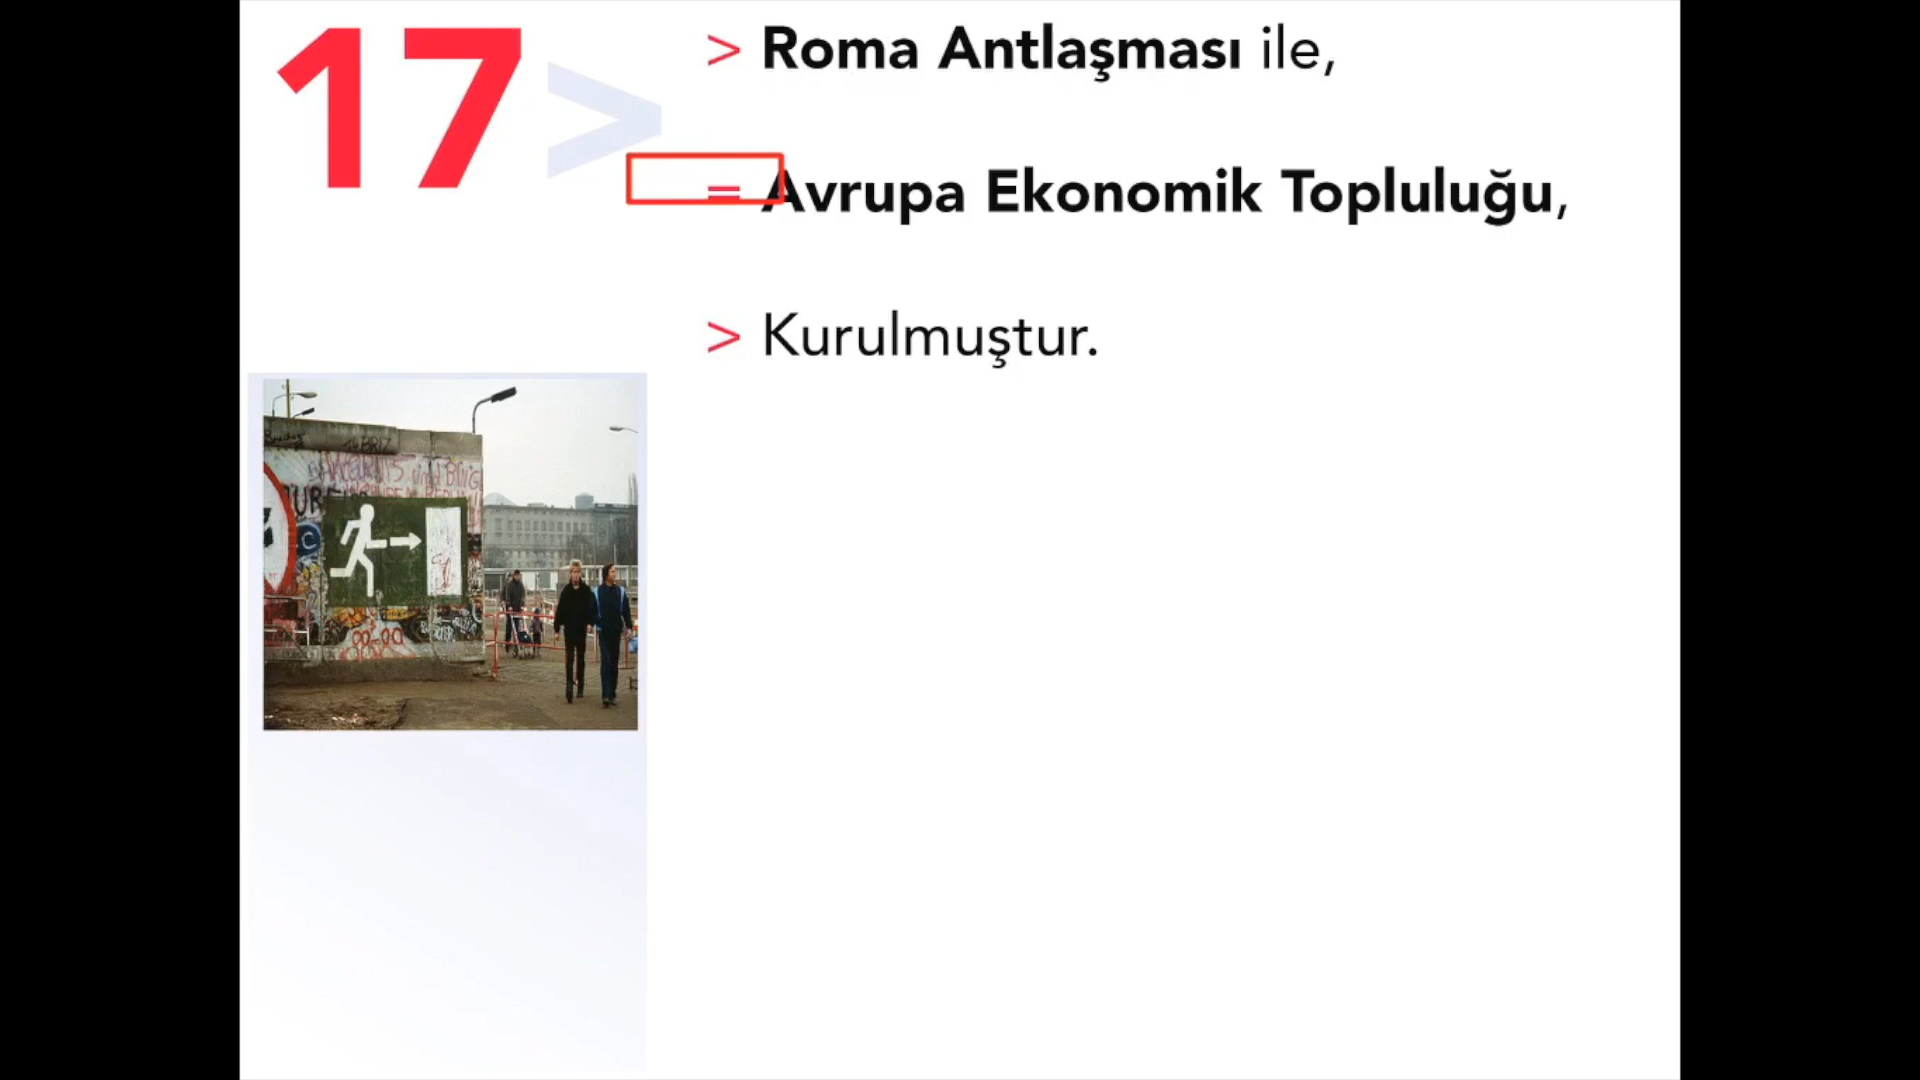 17>
> Roma Antlaşması ile,
= Avrupa Ekonomik Topluluğu,
> Kurulmuştur.